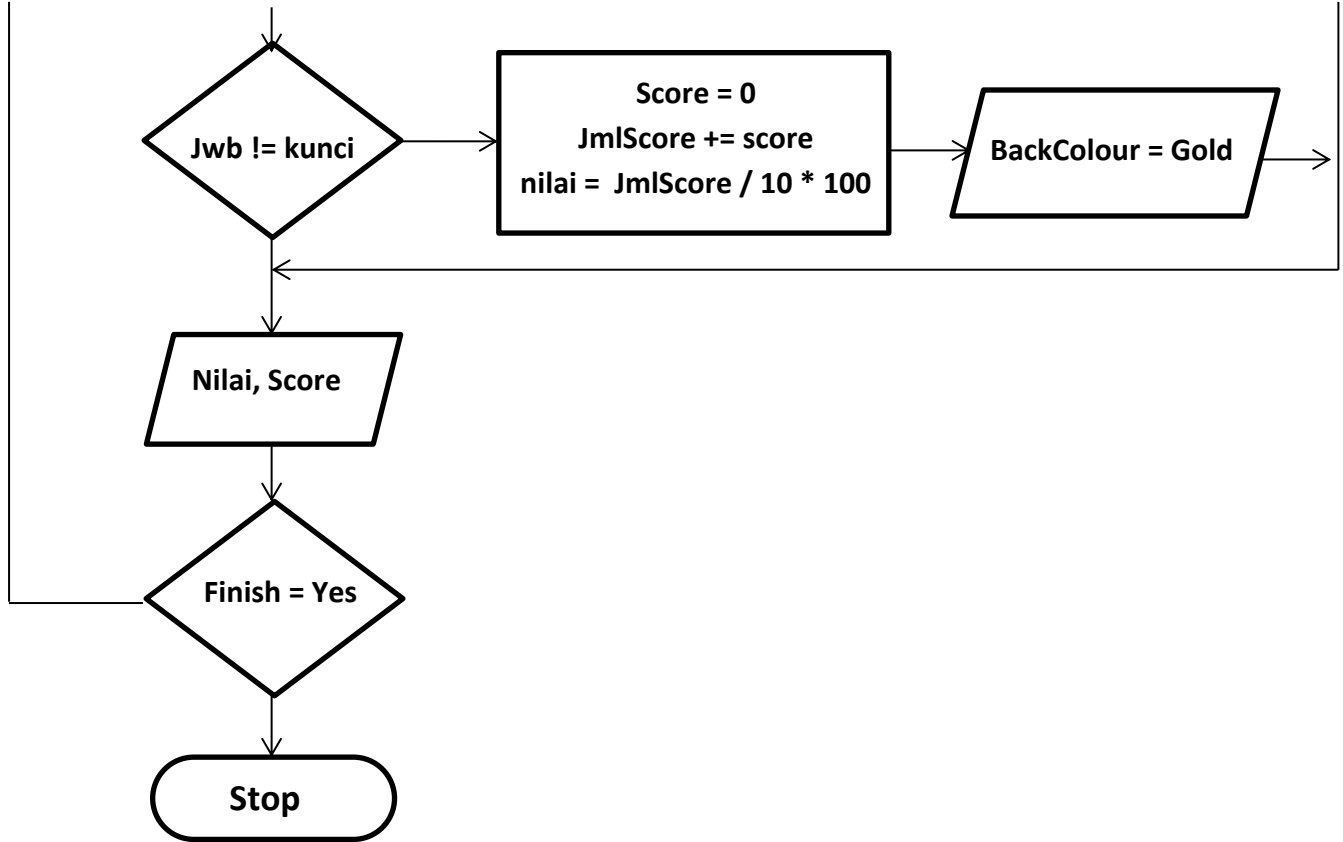 Jwb != kunci
Score = 0
JmlScore += score
nilai = JmlScore / 10 * 100
BackColour = Gold
Nilai, Score
Finish = Yes
Stop